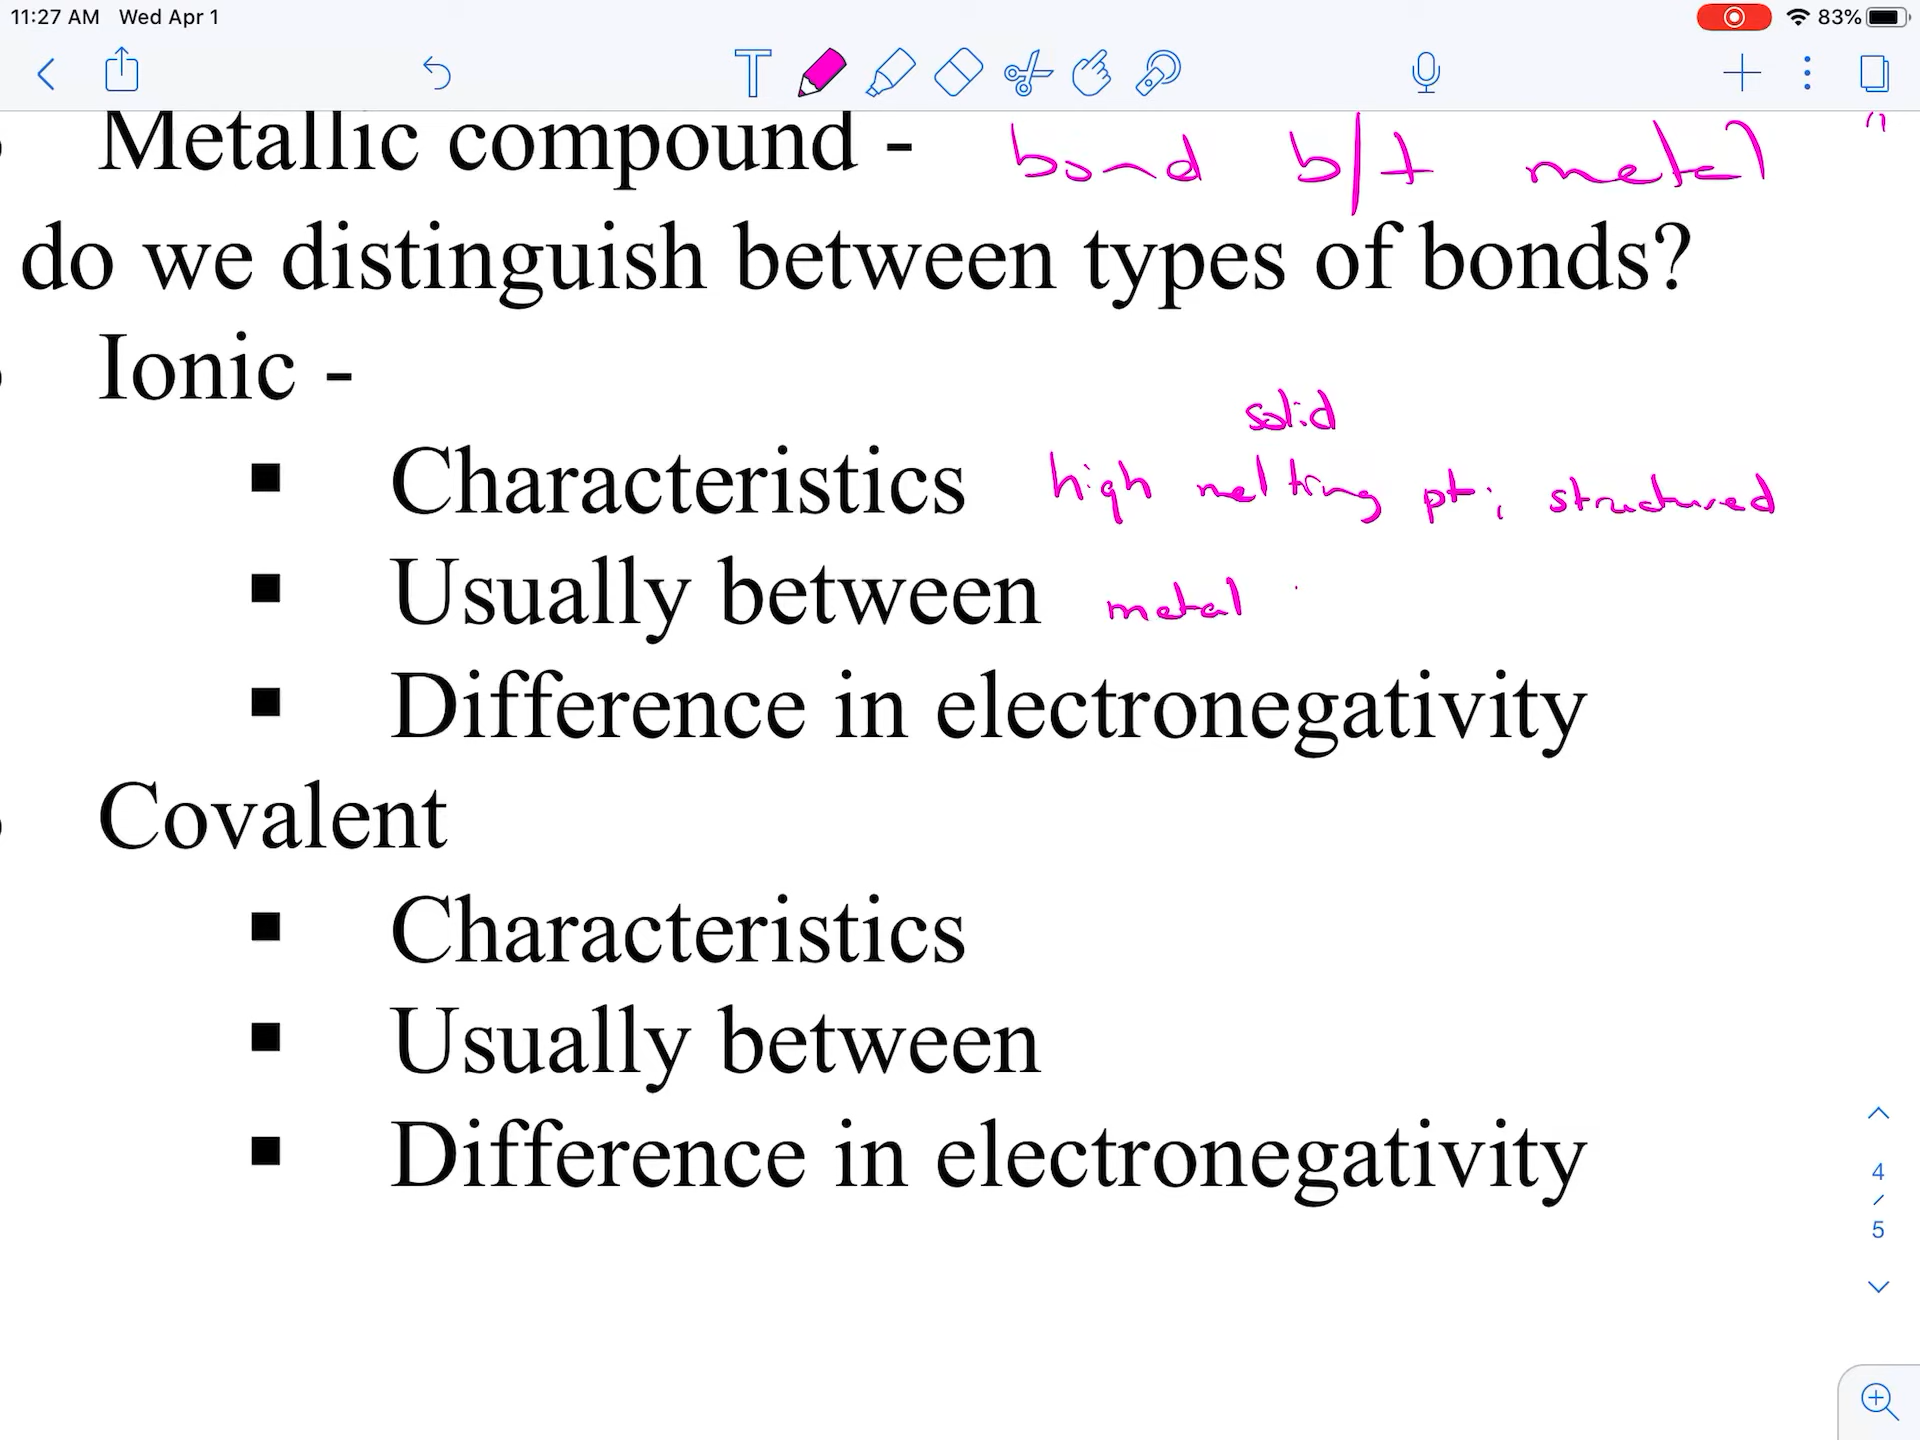 11:27 AM Wed Apr 1 83%
T
Metallic compound - bond b/t metal
do we distinguish between types of bonds?
Ionic -
solid
Characteristics high melting pt; structured
Usually between metal
Difference in electronegativity
Covalent
Characteristics
Usually between
Difference in electronegativity
4
/
5